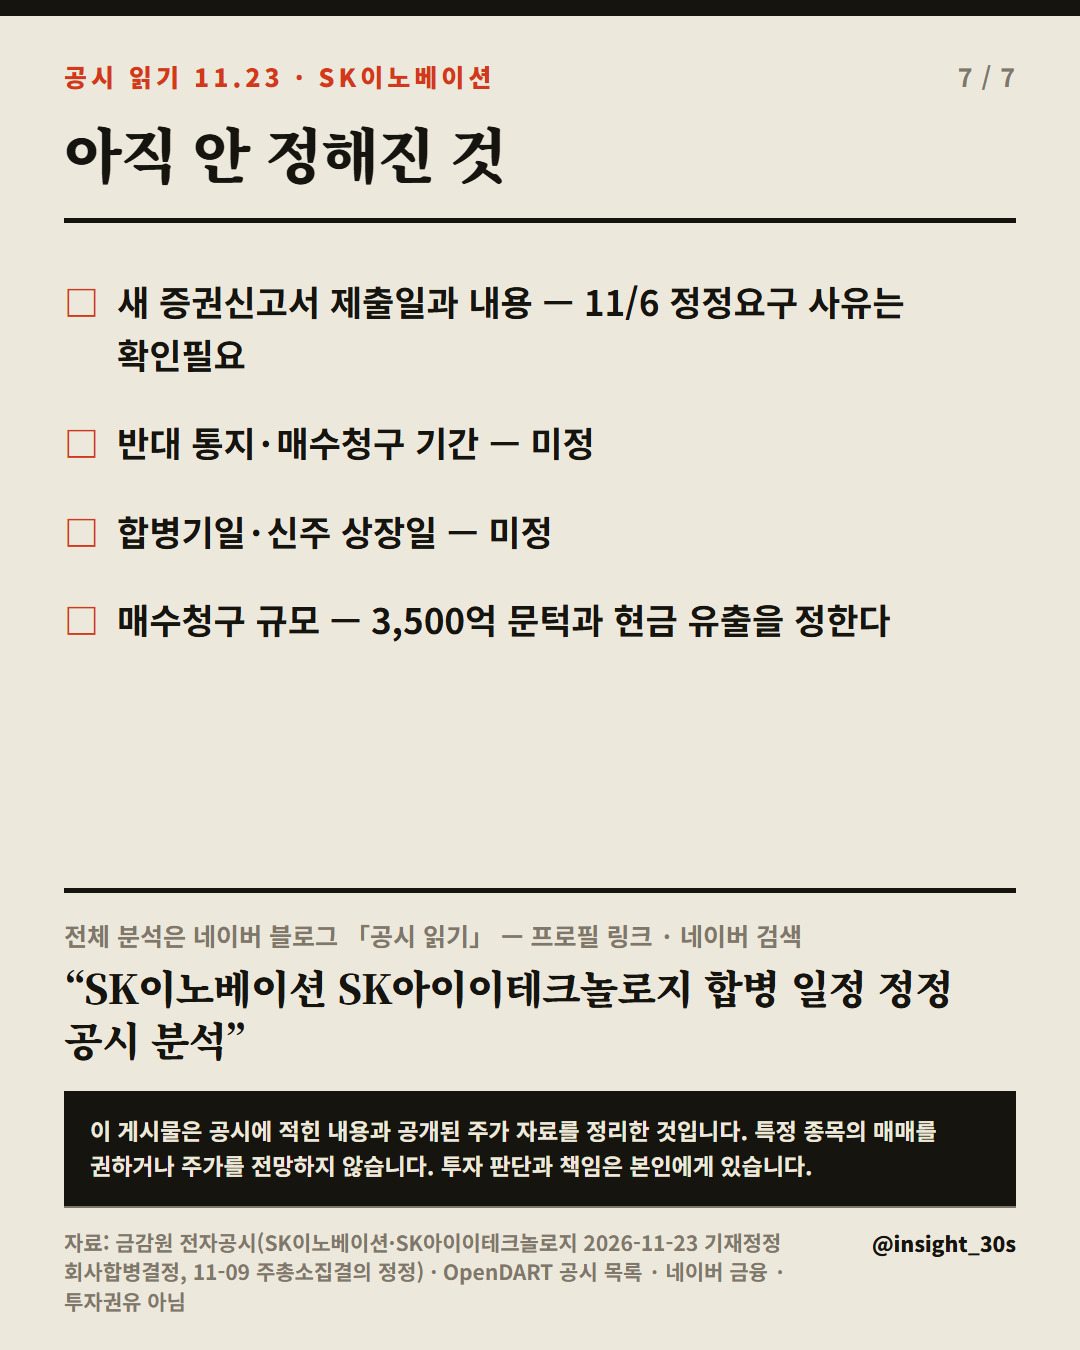 공시 읽기 11.23 · SK이노베이션
7 / 7
아직 안 정해진 것
□ 새 증권신고서 제출일과 내용 — 11/6 정정요구 사유는
확인필요
□ 반대 통지·매수청구 기간 — 미정
□ 합병기일·신주 상장일 — 미정
□ 매수청구 규모 — 3,500억 문턱과 현금 유출을 정한다
전체 분석은 네이버 블로그 「공시 읽기」 — 프로필 링크 · 네이버 검색
“SK이노베이션 SK아이이테크놀로지 합병 일정 정정
공시 분석”
이 게시물은 공시에 적힌 내용과 공개된 주가 자료를 정리한 것입니다. 특정 종목의 매매를
권하거나 주가를 전망하지 않습니다. 투자 판단과 책임은 본인에게 있습니다.
자료: 금감원 전자공시(SK이노베이션·SK아이이테크놀로지 2026-11-23 기재정정
회사합병결정, 11-09 주총소집결의 정정) · OpenDART 공시 목록 · 네이버 금융 ·
투자권유 아님
@insight_30s